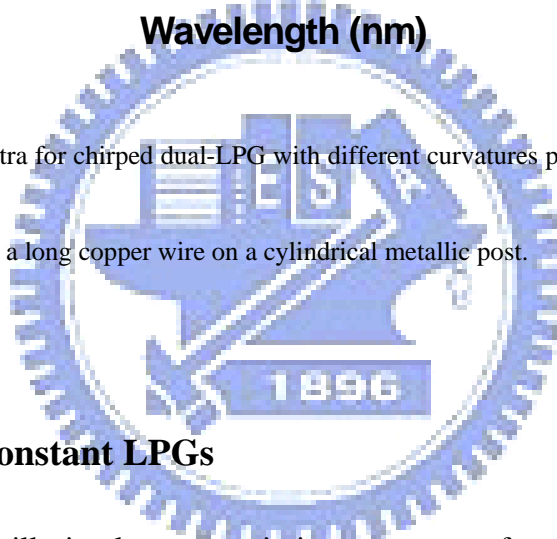 Wavelength (nm)
tra for chirped dual-LPG with different curvatures p
ES
a long copper wire on a cylindrical metallic post.
1896
onstant LPGs